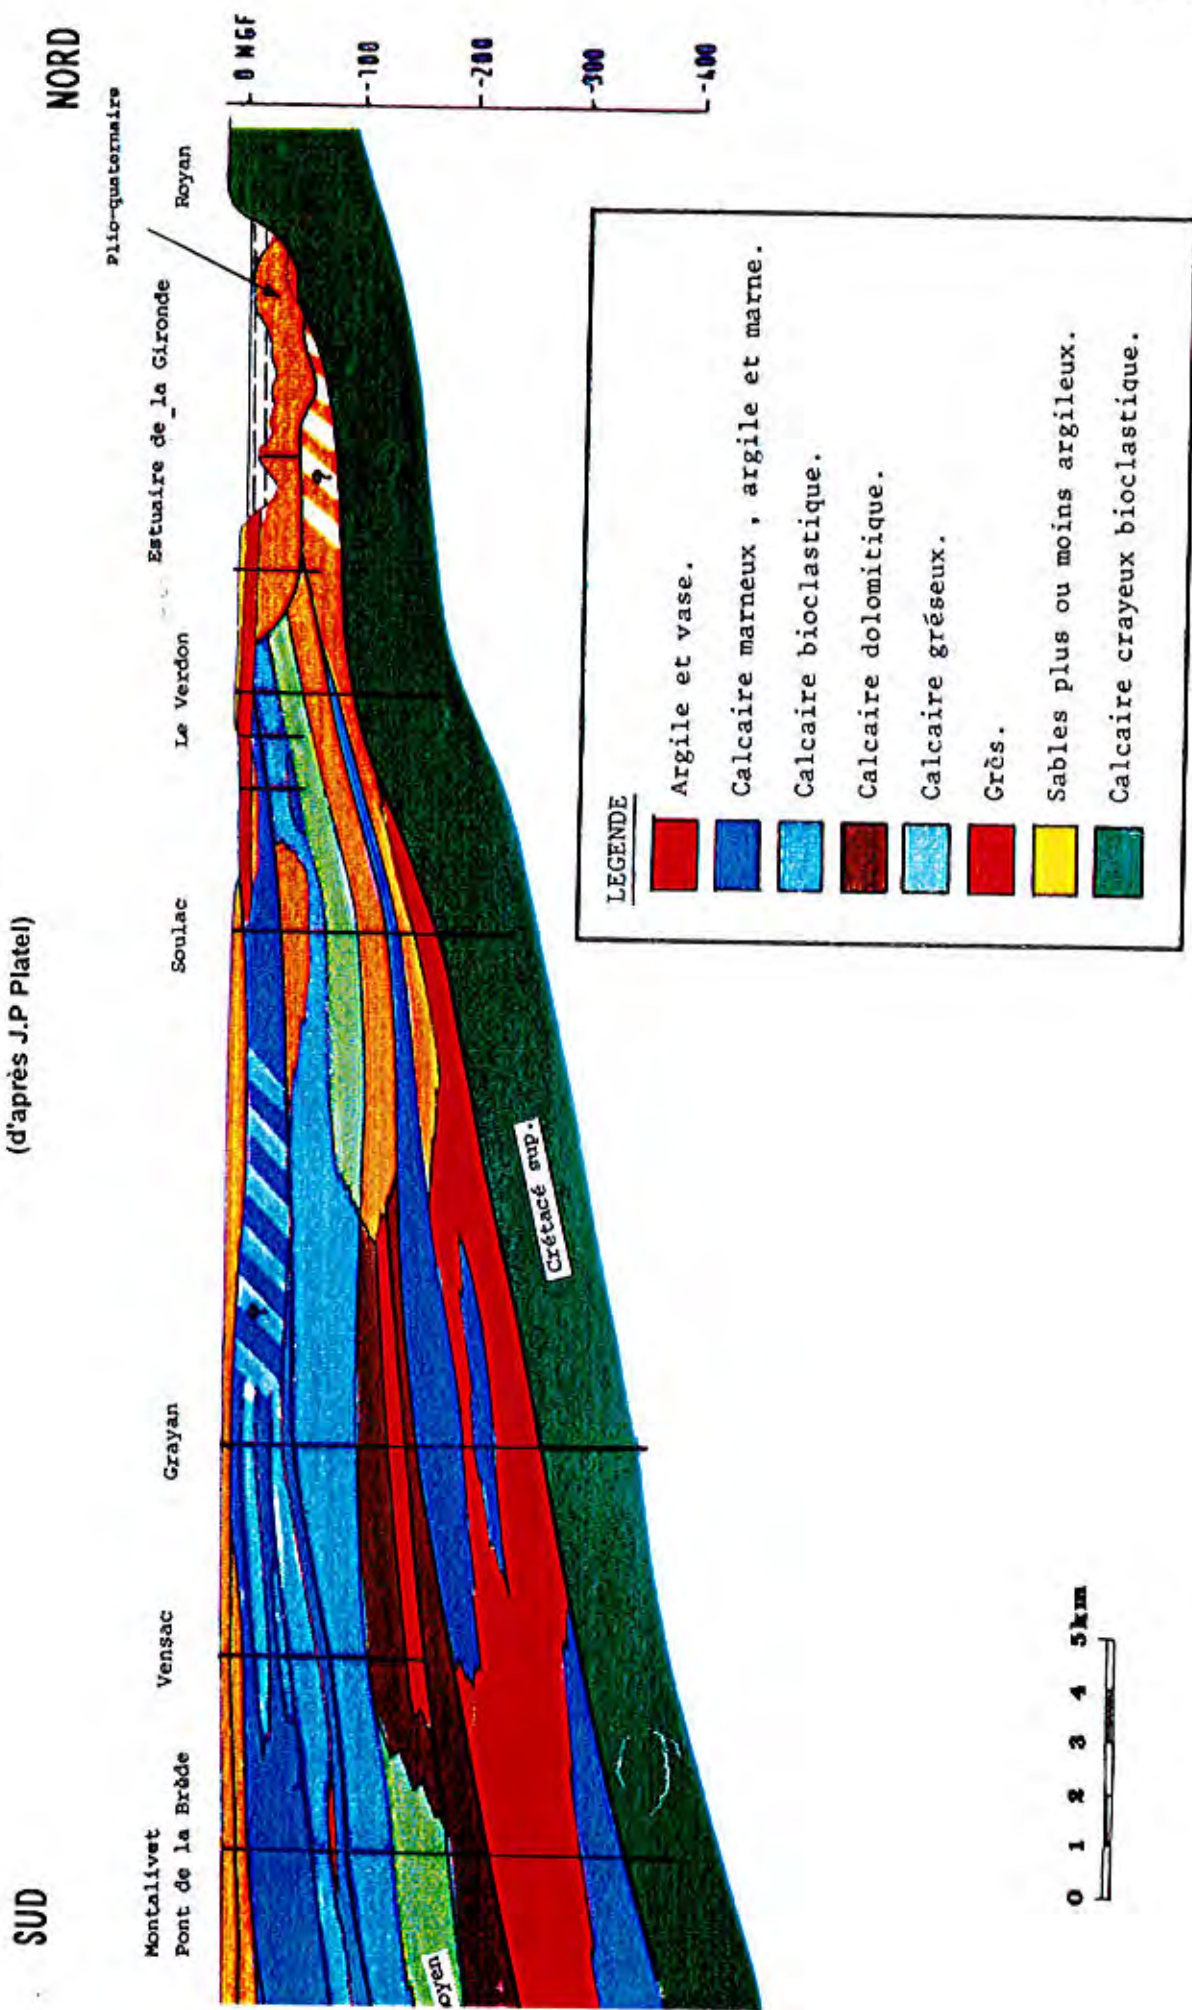 (d'après J.P Platel)
SUD
NORD
Montalivet
Pont de la Brède
Vensac
Grayan
Soulac
Le Verdon
Estuaire de la Gironde
Royan
Plio-quaternaire
0 NGF
-100
-200
-300
-400
?
?
oyen
Crétacé sup.
0 1 2 3 4 5km
LEGENDE
Argile et vase.
Calcaire marneux , argile et marne.
Calcaire bioclastique.
Calcaire dolomitique.
Calcaire gréseux.
Grès.
Sables plus ou moins argileux.
Calcaire crayeux bioclastique.